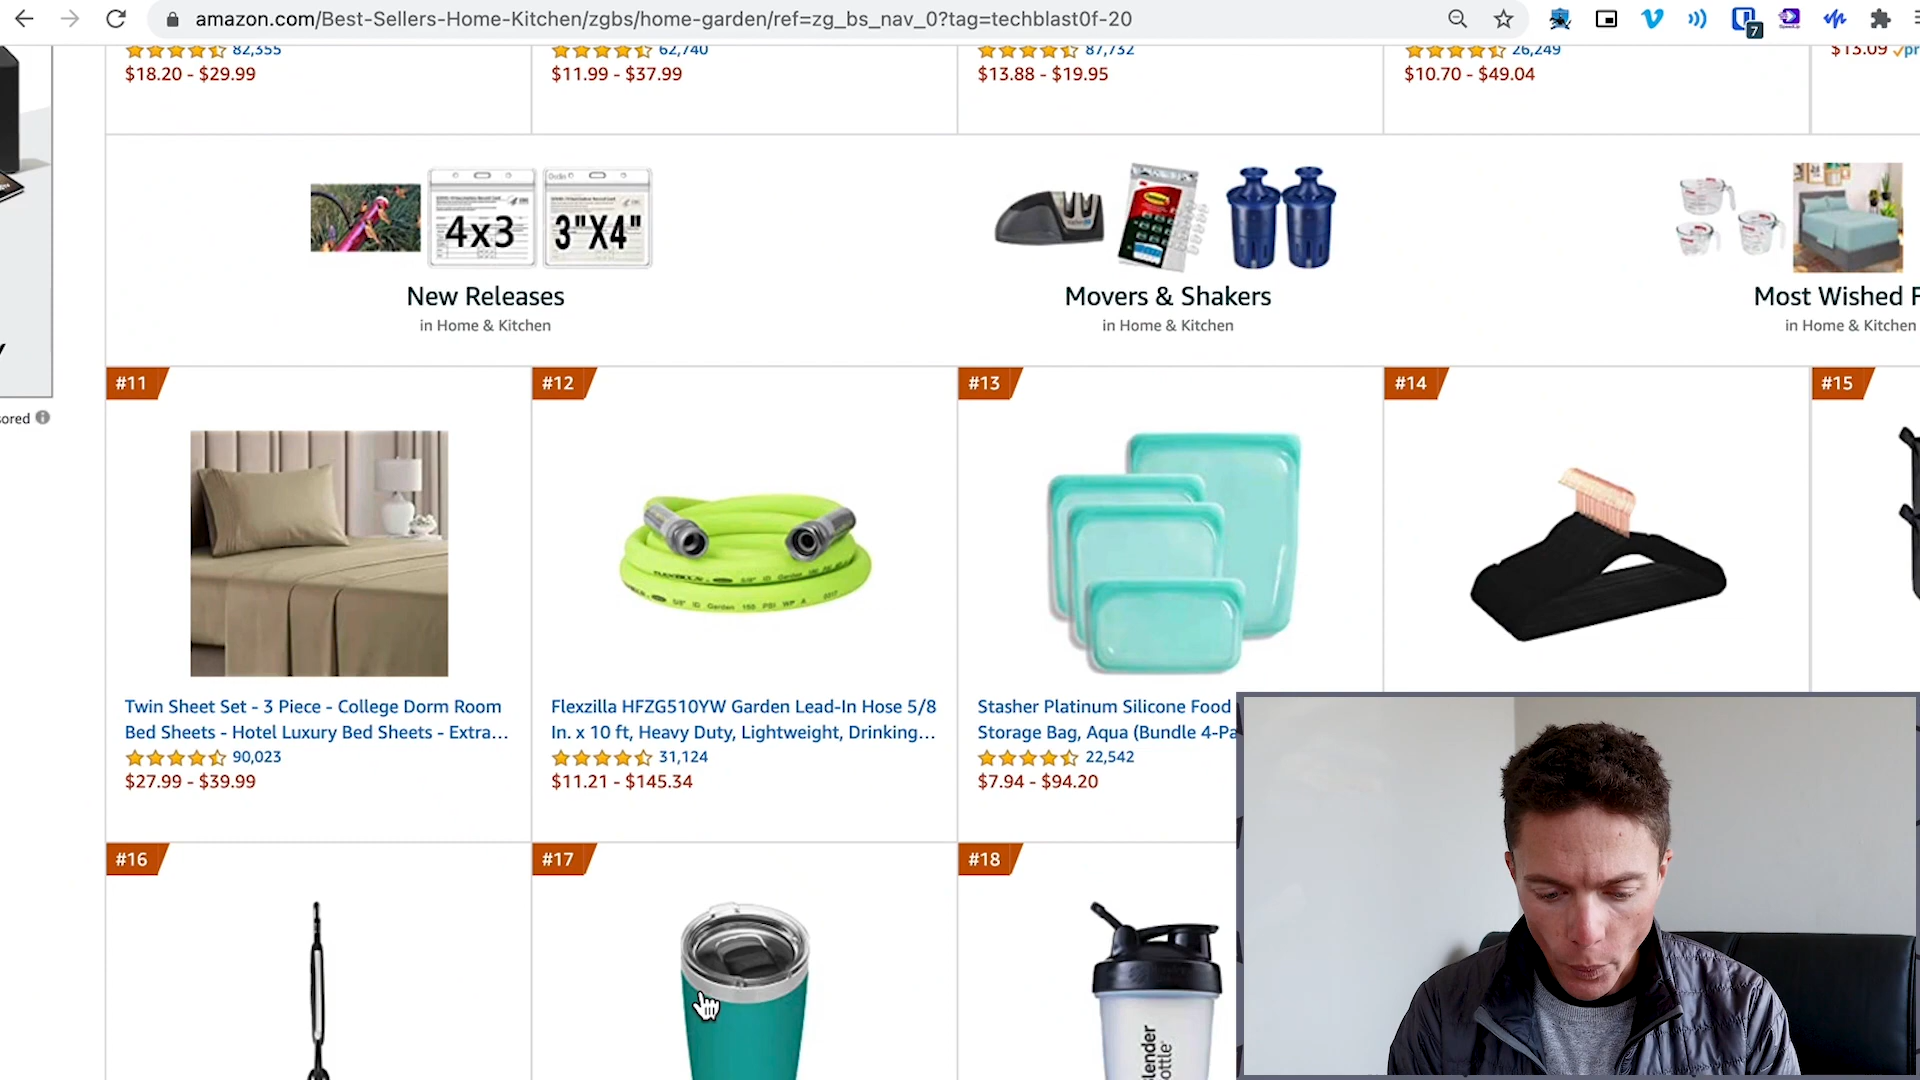 amazon.com/Best-Sellers-Home-Kitchen/zgbs/home-garden/ref=zg_bs_nav_0?tag=techblast0f-20
7
82,355
62,740
87,732
26,249
$18.20 - $29.99
$11.99 - $37.99
$13.88 - $19.95
$10.70 - $49.04
$13.09
4x3
3"X4"
New Releases
in Home & Kitchen
Movers & Shakers
in Home & Kitchen
Most Wished F
in Home & Kitchen
sored
#11
#12
#13
#14
#15
Twin Sheet Set - 3 Piece - College Dorm Room
Bed Sheets - Hotel Luxury Bed Sheets - Extra...
90,023
$27.99 - $39.99
Flexzilla HFZG510YW Garden Lead-In Hose 5/8
In. x 10 ft, Heavy Duty, Lightweight, Drinking...
31,124
$11.21 - $145.34
Stasher Platinum Silicone Food
Storage Bag, Aqua (Bundle 4-Pa
22,542
$7.94 - $94.20
#16
#17
#18
lender
ottle